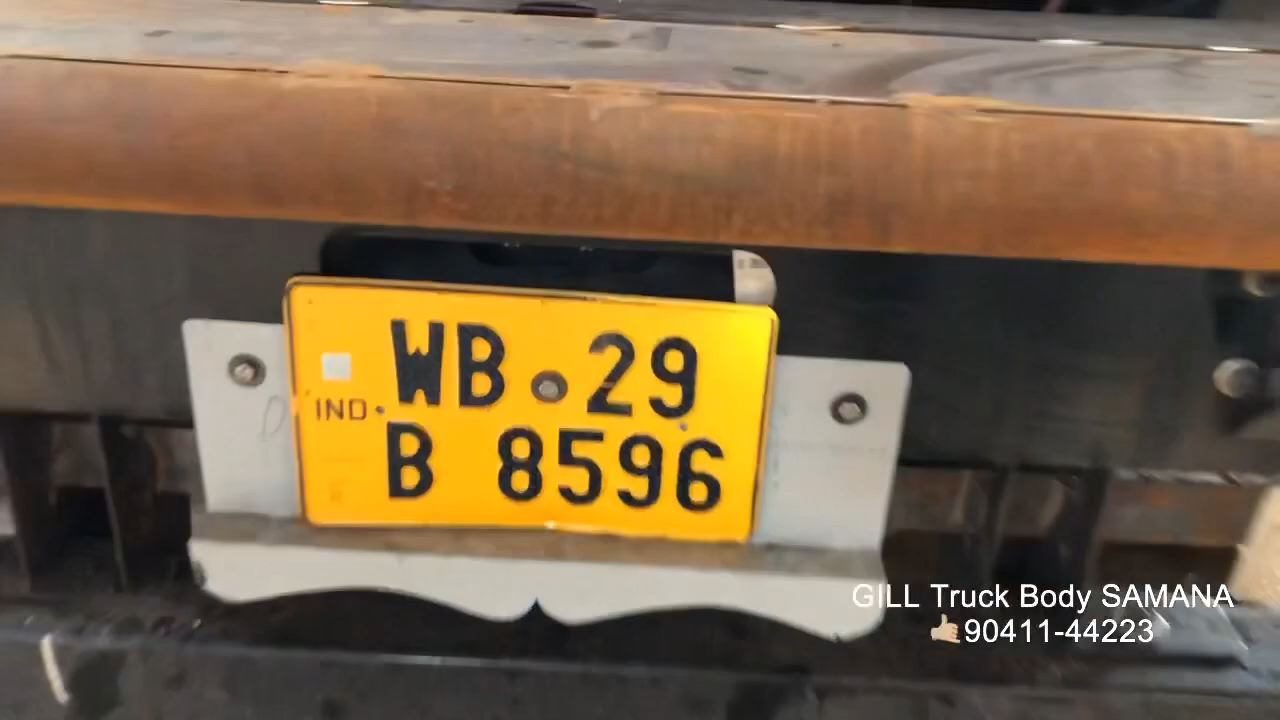 WB 29
IND
B 8596
GILL Truck Body SAMANA
👍🏻90411-44223